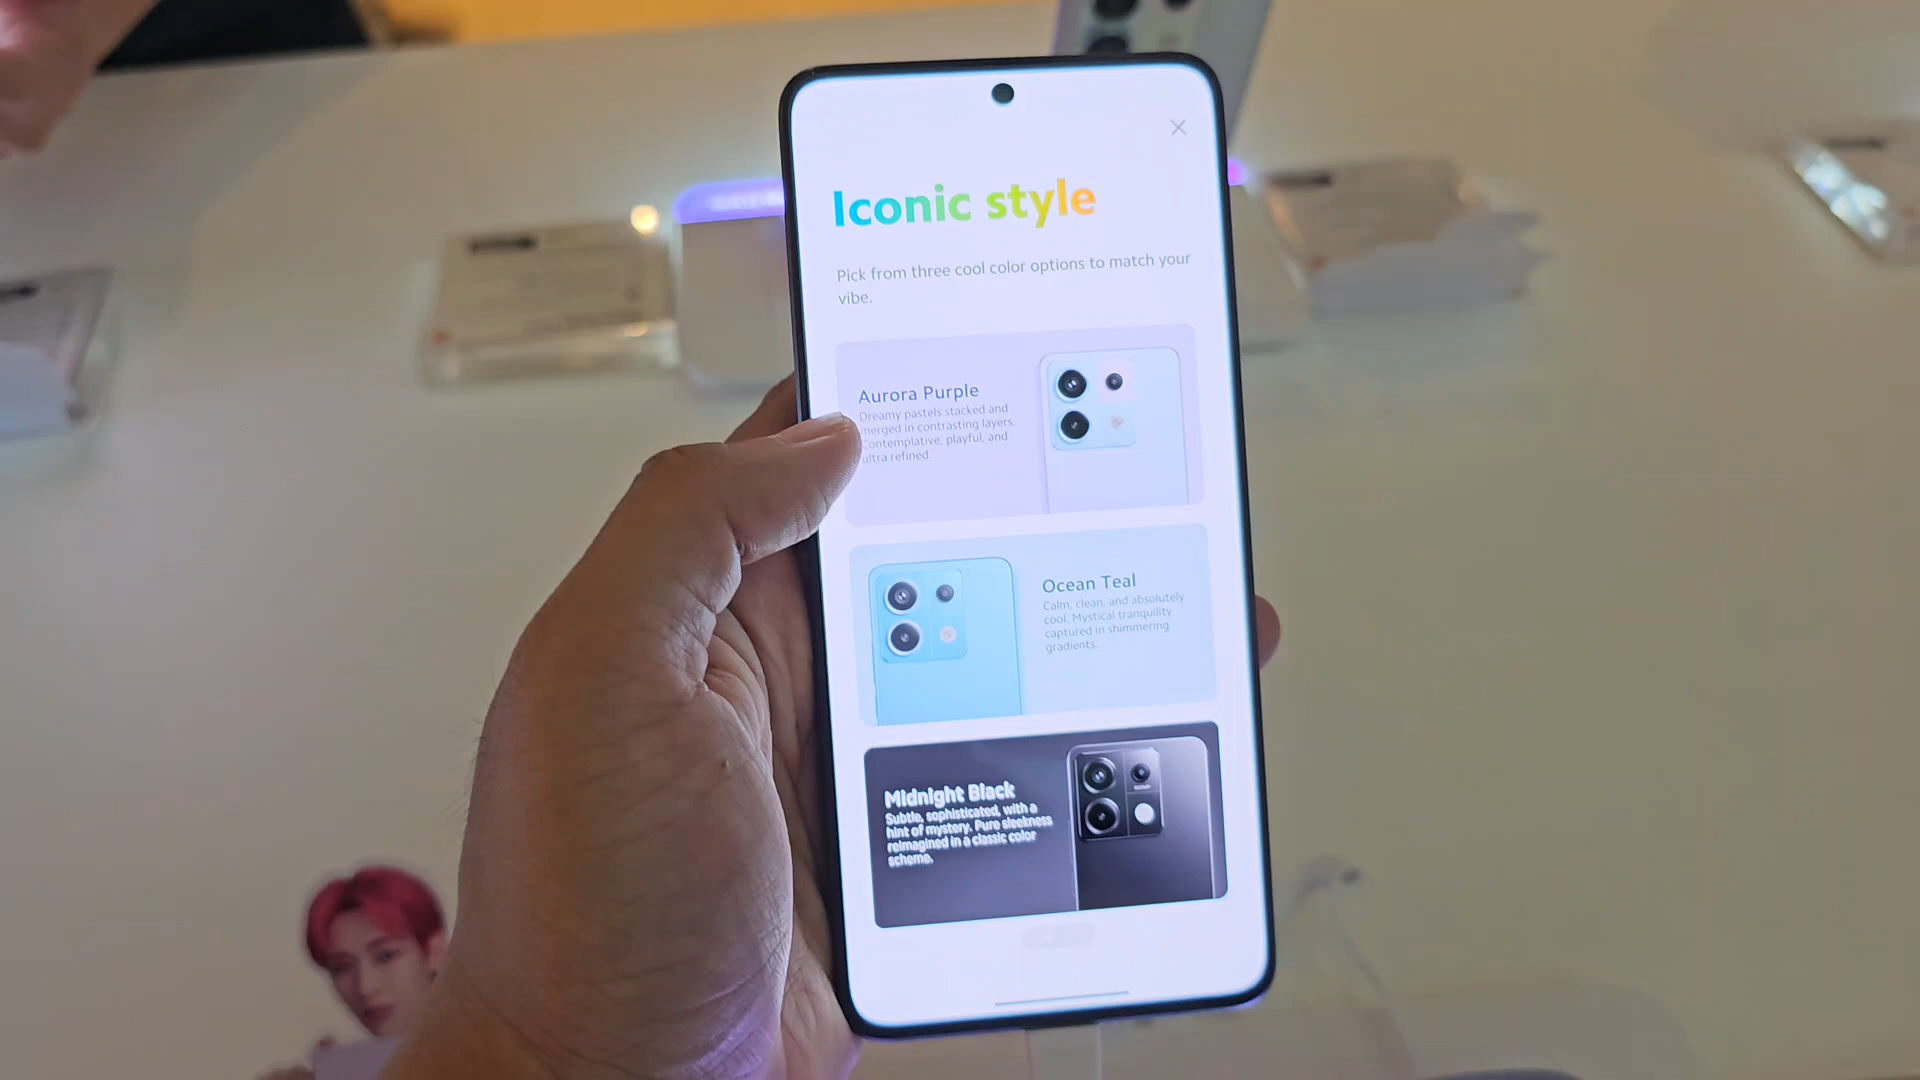 Iconic style
Pick from three cool color options to match your
vibe.
Aurora Purple
Dreamy pastels stacked and
merged in contrasting layers.
Contemplative, playful, and
ultra refined.
Ocean Teal
Calm, clean, and absolutely
cool. Mystical tranquility
captured in shimmering
gradients.
Midnight Black
Subtle, sophisticated, with a
hint of mystery. Pure sleekness
reimagined in a classic color
scheme.